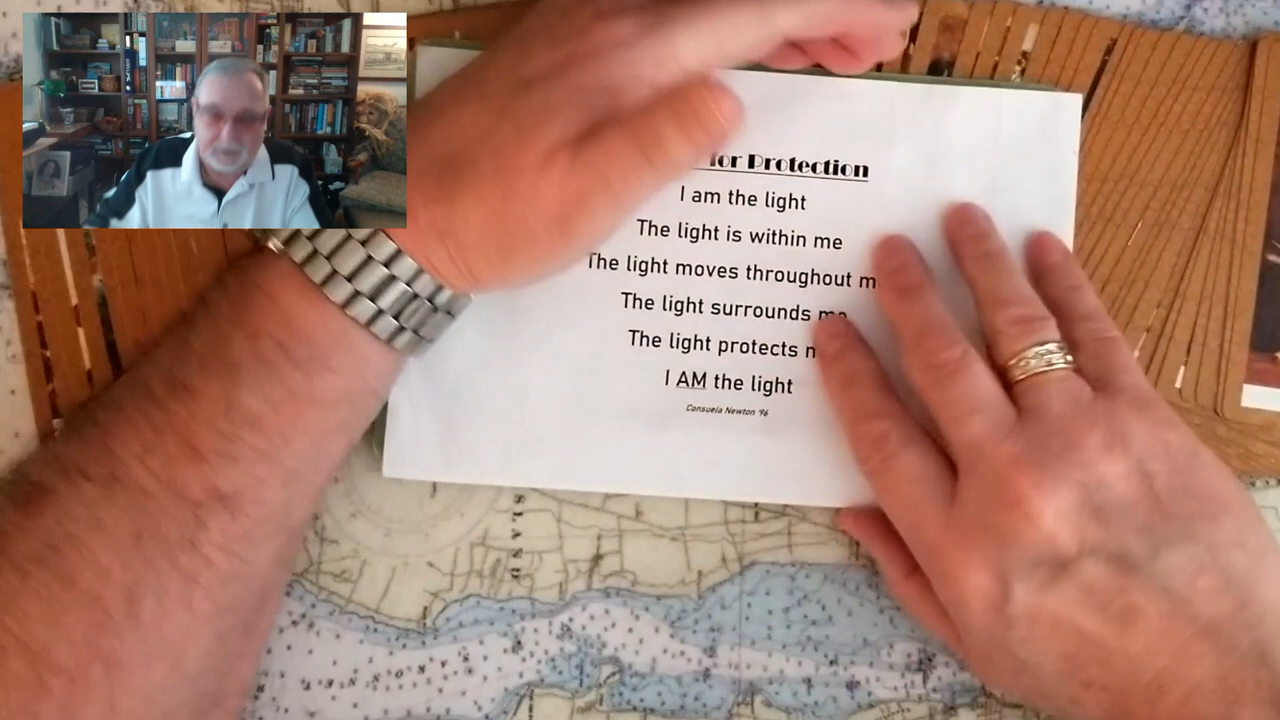 for Protection
I am the light
The light is within me
The light moves throughout m
The light surrounds me
The light protects m
I AM the light
Consuela Newton '96
S L A N D